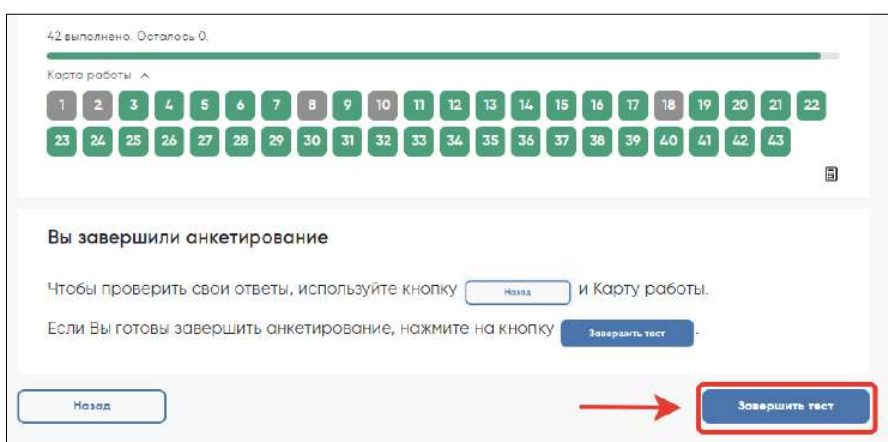 42 выполнено. Осталось 0.
Карта работы
1 2 3 4 5 6 7 8 9 10 11 12 13 14 15 16 17 18 19 20 21 22
23 24 25 26 27 28 29 30 31 32 33 34 35 36 37 38 39 40 41 42 43
Вы завершили анкетирование
Чтобы проверить свои ответы, используйте кнопку Назад и Карту работы.
Если Вы готовы завершить анкетирование, нажмите на кнопку Завершить тест .
Назад Завершить тест